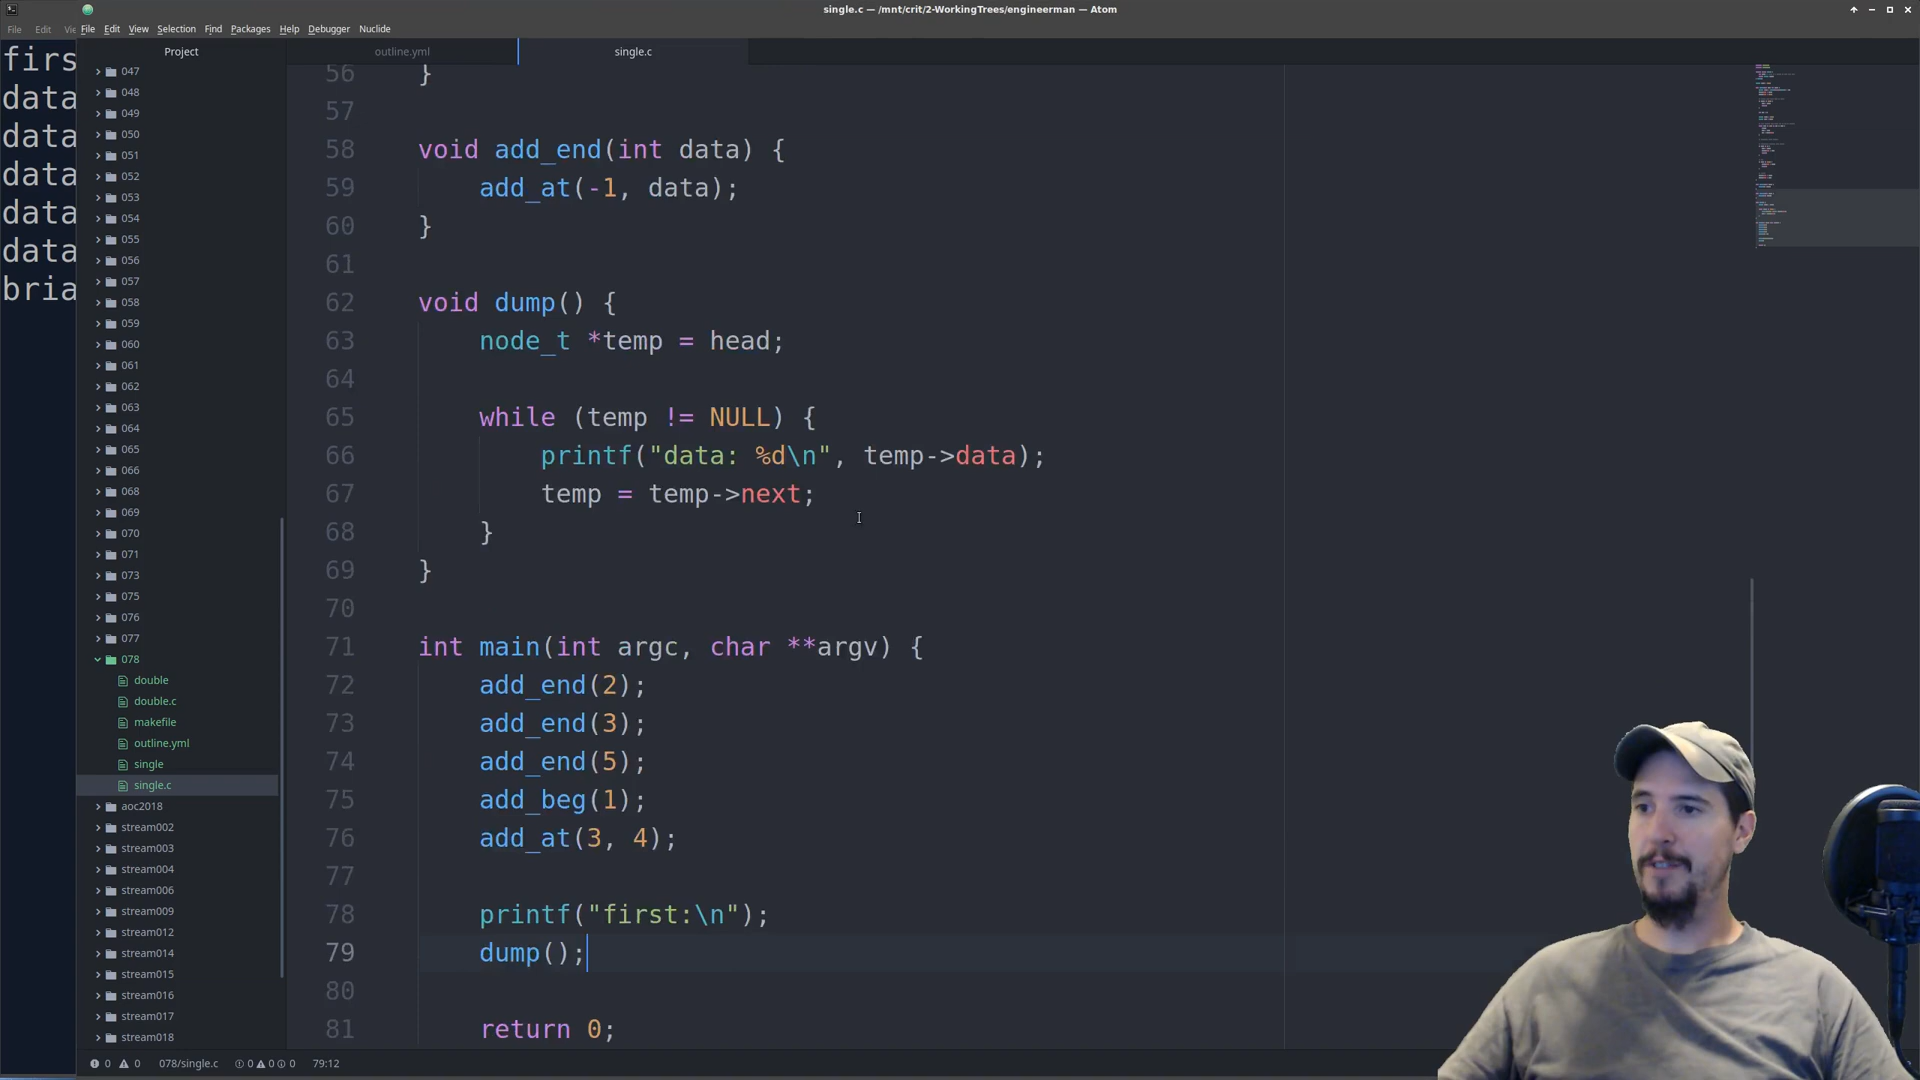 single.c — /mnt/crit/2-WorkingTrees/engineerman — Atom
File Edit
File Edit View Selection Find Packages Help Debugger Nuclide
Project
outline.yml
single.c
firs
data
data
data
data
data
bria
047
048
049
050
051
052
053
054
055
056
057
058
059
060
061
062
063
064
065
066
068
069
070
071
073
075
076
077
078
double
double.c
makefile
outline.yml
single
single.c
aoc2018
stream002
stream003
stream004
stream006
stream009
stream012
stream014
stream015
stream016
stream017
stream018
56 }
57
58 void add_end(int data) {
59 add_at(-1, data);
60 }
61
62 void dump() {
63 node_t *temp = head;
64
65 while (temp != NULL) {
66 printf("data: %d\n", temp->data);
67 temp = temp->next;
68 }
69 }
70
71 int main(int argc, char **argv) {
72 add_end(2);
73 add_end(3);
74 add_end(5);
75 add_beg(1);
76 add_at(3, 4);
77
78 printf("first:\n");
79 dump();
80
81 return 0;
0 0 078/single.c 0 0 0 79:12